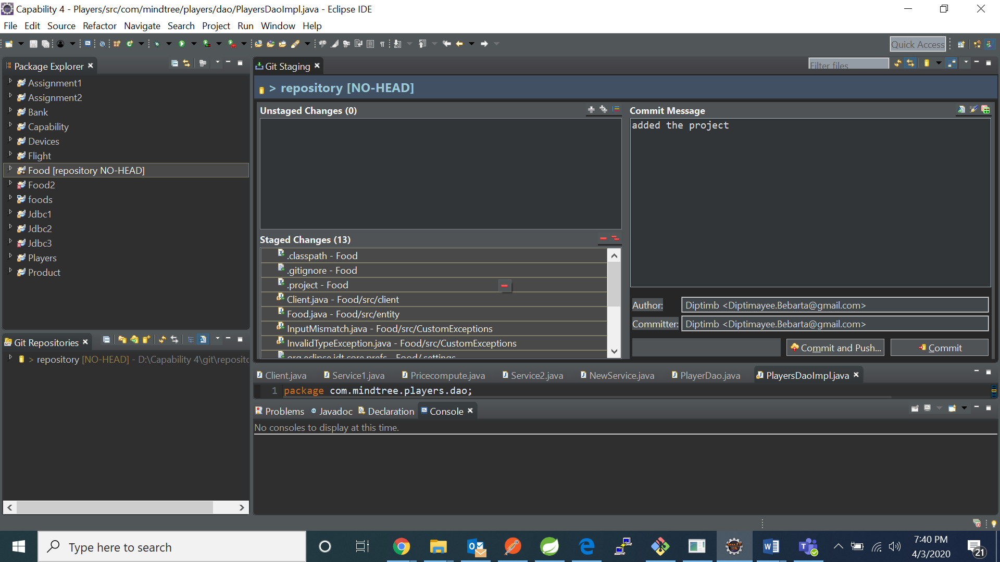 Capability 4 - Players/src/com/mindtree/players/dao/PlayersDaoImpl.java - Eclipse IDE
File Edit Source Refactor Navigate Search Project Run Window Help
Quick Access
Package Explorer
Assignment1
Assignment2
Bank
Capability
Devices
Flight
Food [repository NO-HEAD]
Food2
foods
Jdbc1
Jdbc2
Jdbc3
Players
Product
Git Repositories
> repository [NO-HEAD] - D:\Capability 4\git\reposito
Git Staging
Filter files
> repository [NO-HEAD]
Unstaged Changes (0)
Staged Changes (13)
.classpath - Food
.gitignore - Food
.project - Food
Client.java - Food/src/client
Food.java - Food/src/entity
InputMismatch.java - Food/src/CustomExceptions
InvalidTypeException.java - Food/src/CustomExceptions
org.eclipse.jdt.core.prefs - Food/.settings
Commit Message
added the project
Author: Diptimb <Diptimayee.Bebarta@gmail.com>
Committer: Diptimb <Diptimayee.Bebarta@gmail.com>
Commit and Push... Commit
Client.java Service1.java Pricecompute.java Service2.java NewService.java PlayerDao.java PlayersDaoImpl.java
1 package com.mindtree.players.dao;
Problems Javadoc Declaration Console
No consoles to display at this time.
Type here to search
7:40 PM
4/3/2020
21